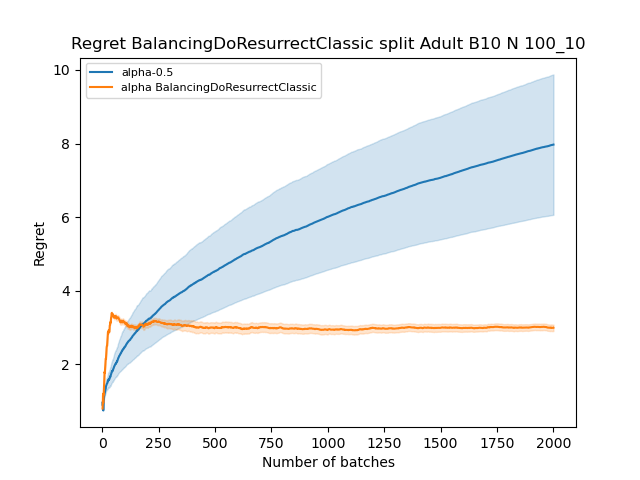 Regret BalancingDoResurrectClassic split Adult B10 N 100_10
alpha-0.5
alpha BalancingDoResurrectClassic
10
8
6
4
2
Regret
0 250 500 750 1000 1250 1500 1750 2000
Number of batches